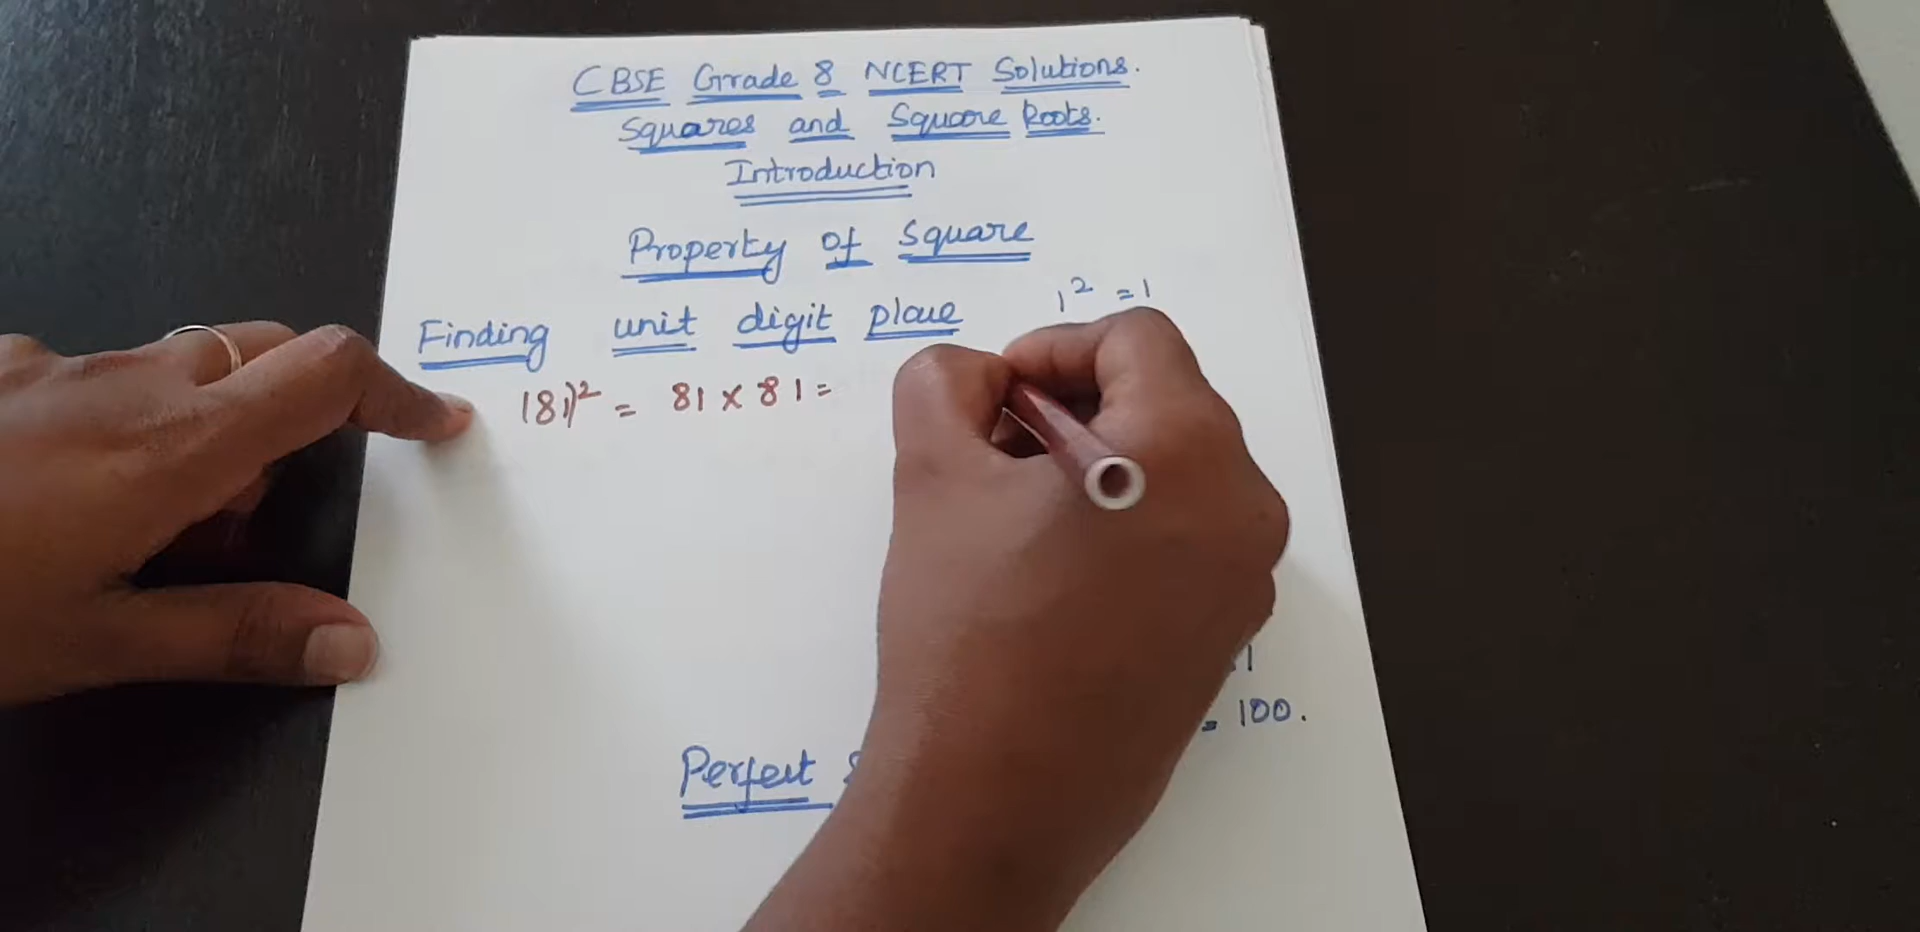 CBSE Grade 8 NCERT Solutions.
Squares and Square Roots.
Introduction
Property of Square
Finding unit digit place
1² = 1
(81)² = 81 × 81 =
1
= 100.
Perfect